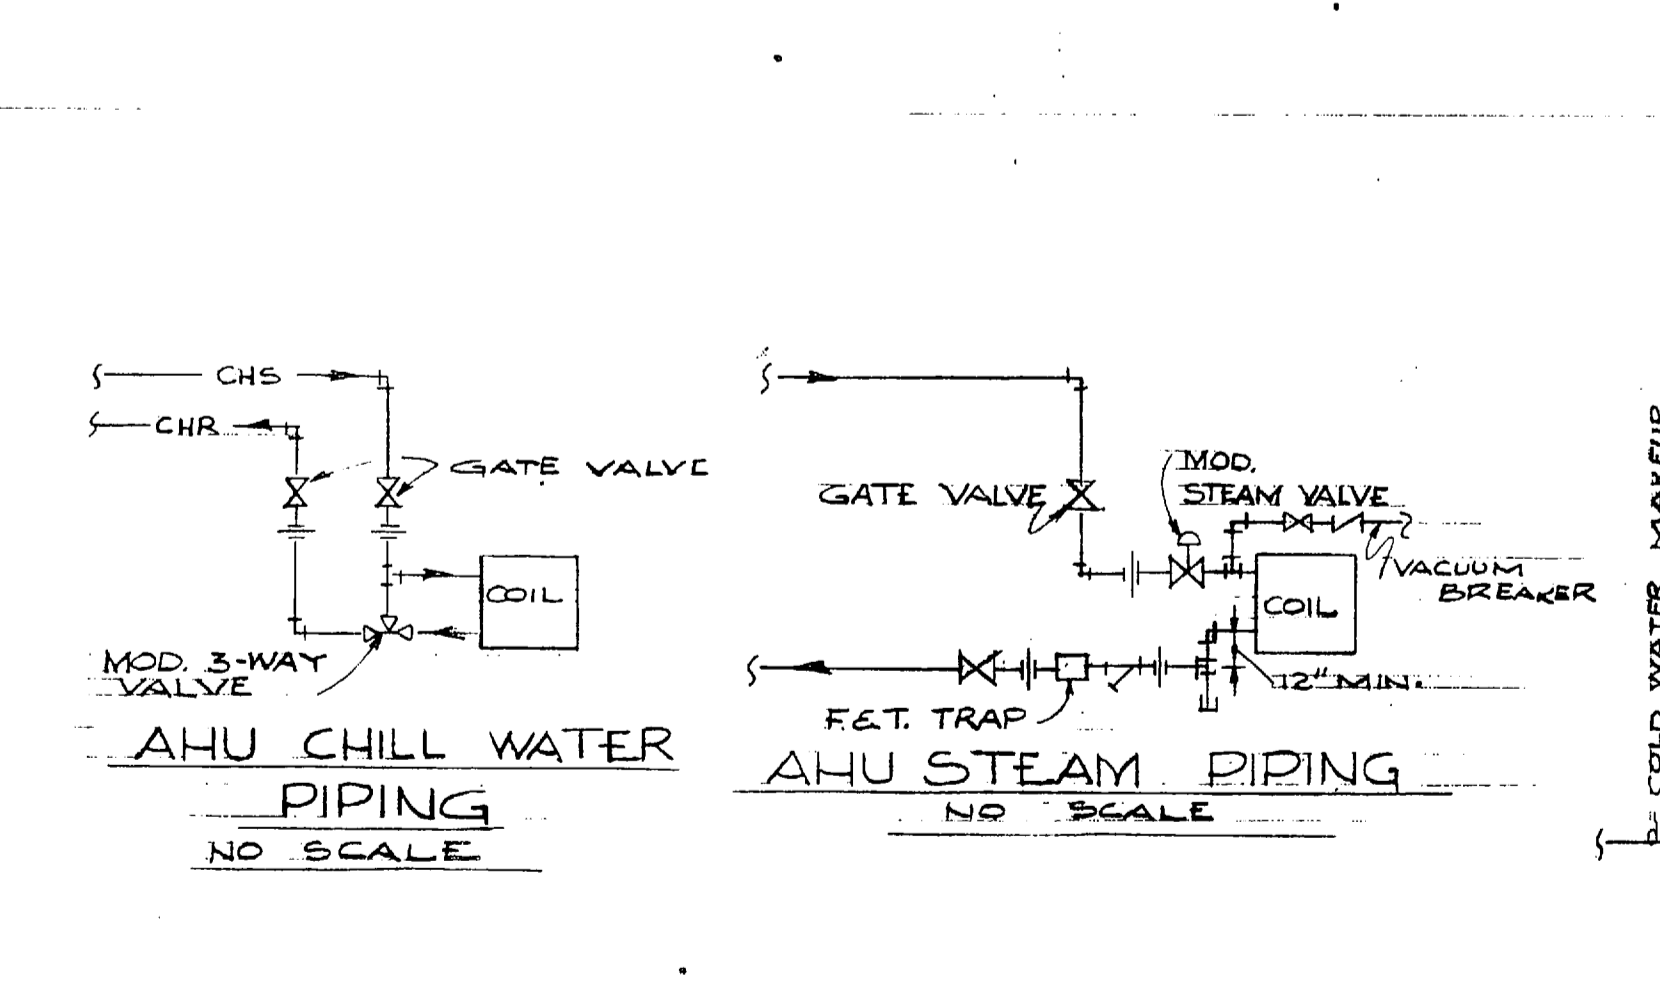 CHS
CHR
GATE VALVE
COIL
MOD. 3-WAY
VALVE
AHU CHILL WATER
PIPING
NO SCALE
MOD.
STEAM VALVE
GATE VALVE
VACUUM
BREAKER
COIL
12" MIN.
F.&T. TRAP
AHU STEAM PIPING
NO SCALE
COLD WATER MAKEUP